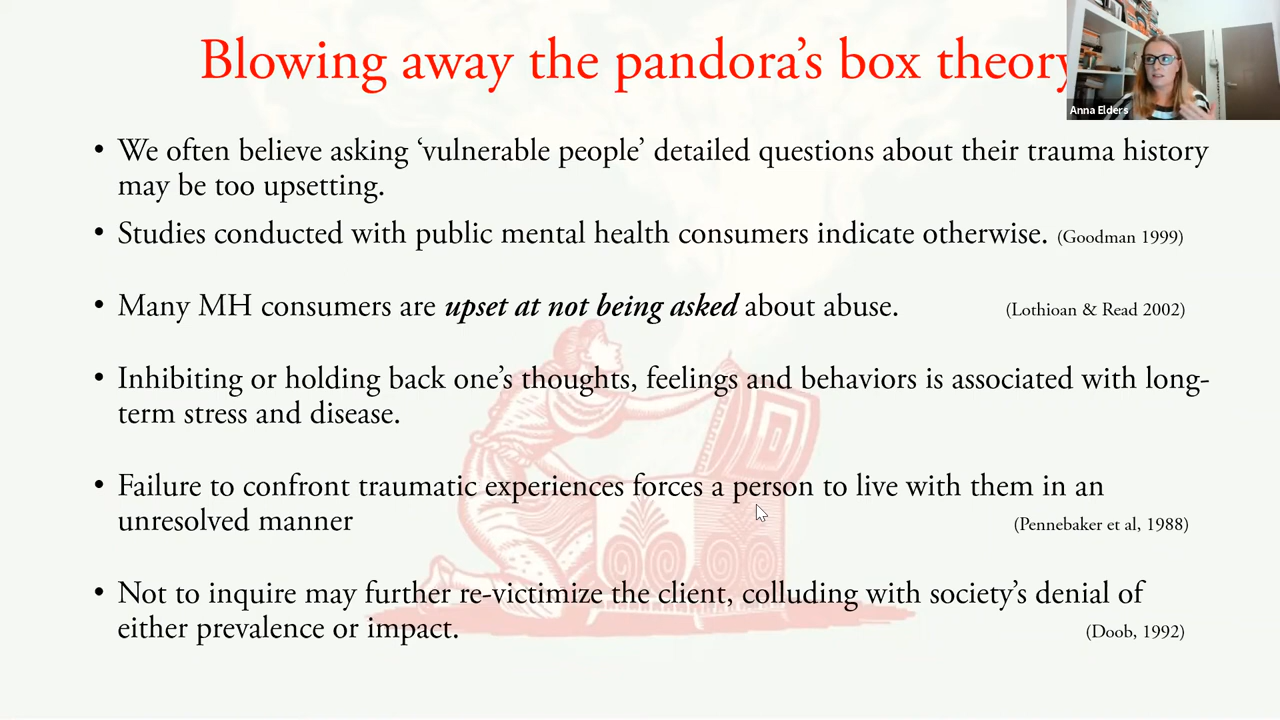 Blowing away the pandora's box theory
Anna Elders
• We often believe asking ‘vulnerable people’ detailed questions about their trauma history
may be too upsetting.
• Studies conducted with public mental health consumers indicate otherwise. (Goodman 1999)
• Many MH consumers are upset at not being asked about abuse. (Lothioan & Read 2002)
• Inhibiting or holding back one’s thoughts, feelings and behaviors is associated with long-
term stress and disease.
• Failure to confront traumatic experiences forces a person to live with them in an
unresolved manner (Pennebaker et al, 1988)
• Not to inquire may further re-victimize the client, colluding with society’s denial of
either prevalence or impact. (Doob, 1992)